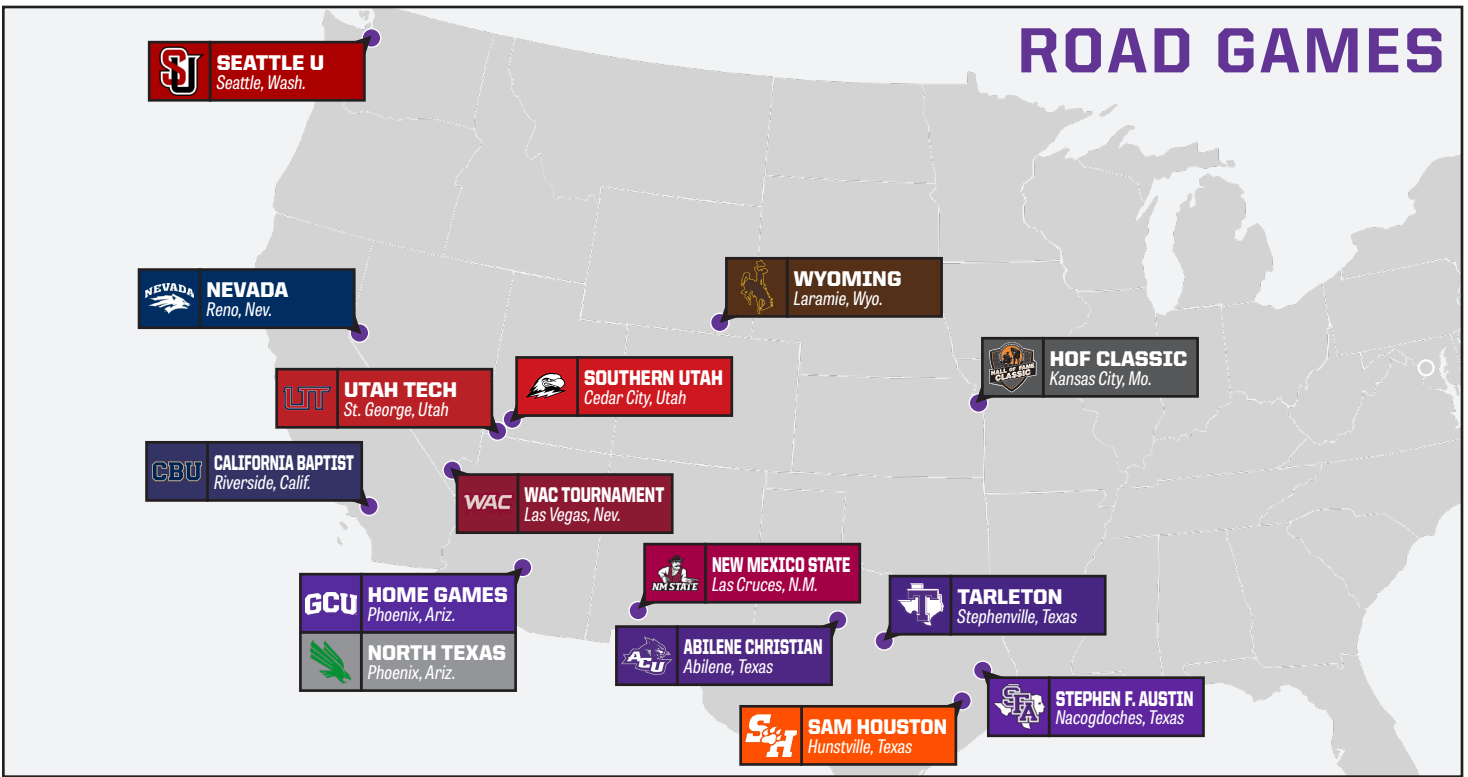 ROAD GAMES
SU
SEATTLE U
Seattle, Wash.
NEVADA
NEVADA
Reno, Nev.
WYOMING
Laramie, Wyo.
HALL OF FAME
CLASSIC
HOF CLASSIC
Kansas City, Mo.
UT
UTAH TECH
St. George, Utah
SOUTHERN UTAH
Cedar City, Utah
CBU
CALIFORNIA BAPTIST
Riverside, Calif.
WAC
WAC TOURNAMENT
Las Vegas, Nev.
NM STATE
NEW MEXICO STATE
Las Cruces, N.M.
GCU
HOME GAMES
Phoenix, Ariz.
NORTH TEXAS
Phoenix, Ariz.
T
TARLETON
Stephenville, Texas
ACU
ABILENE CHRISTIAN
Abilene, Texas
SFA
STEPHEN F. AUSTIN
Nacogdoches, Texas
SH
SAM HOUSTON
Hunstville, Texas